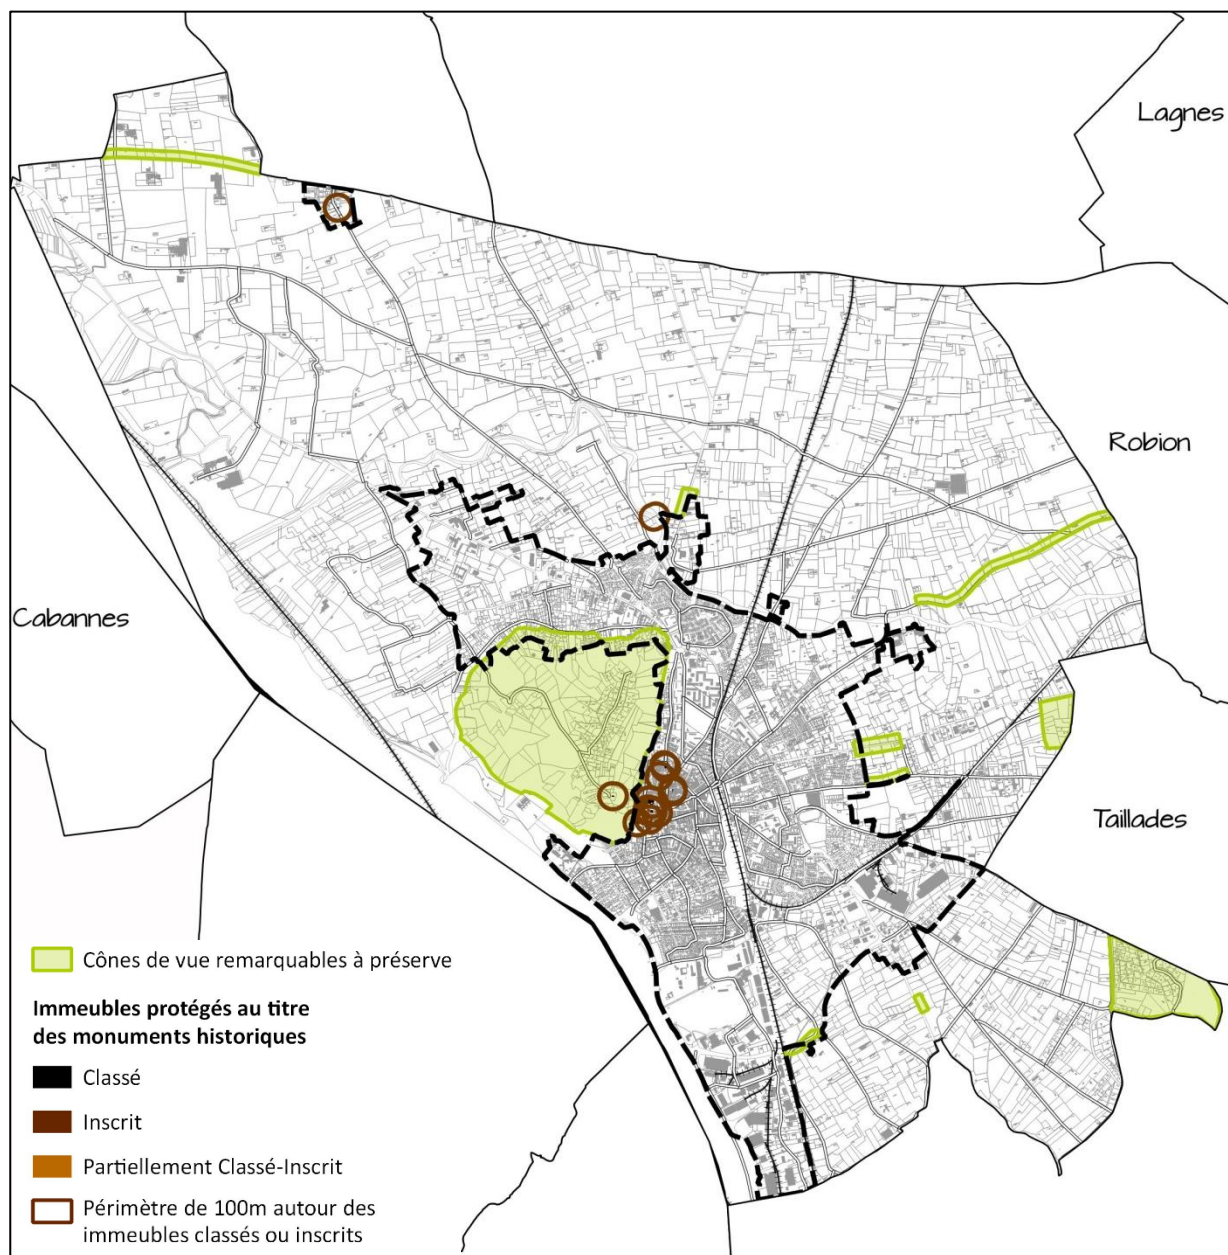 Lagnes
Robion
Cabannes
Taillades
Cônes de vue remarquables à préserve
Immeubles protégés au titre
des monuments historiques
Classé
Inscrit
Partiellement Classé-Inscrit
Périmètre de 100m autour des
immeubles classés ou inscrits